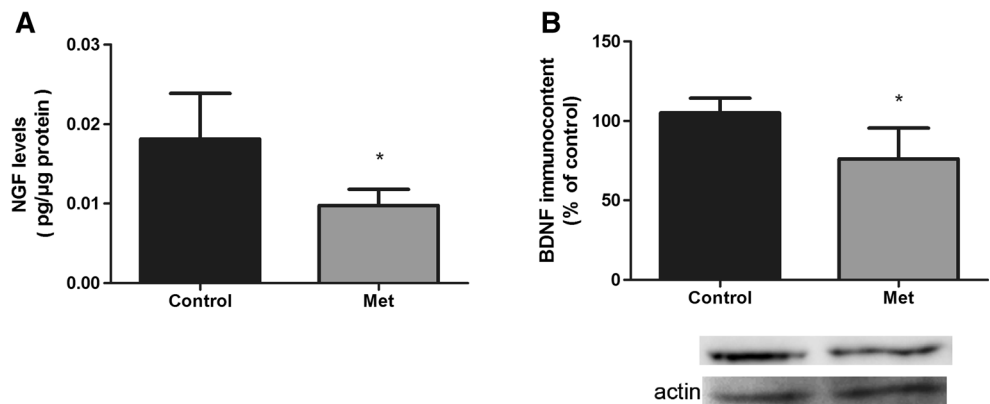 A
NGF levels
( pg/µg protein )
0.03
0.02
0.01
0.00
*
Control
Met
B
BDNF immunocontent
(% of control)
150
100
50
0
*
Control
Met
actin